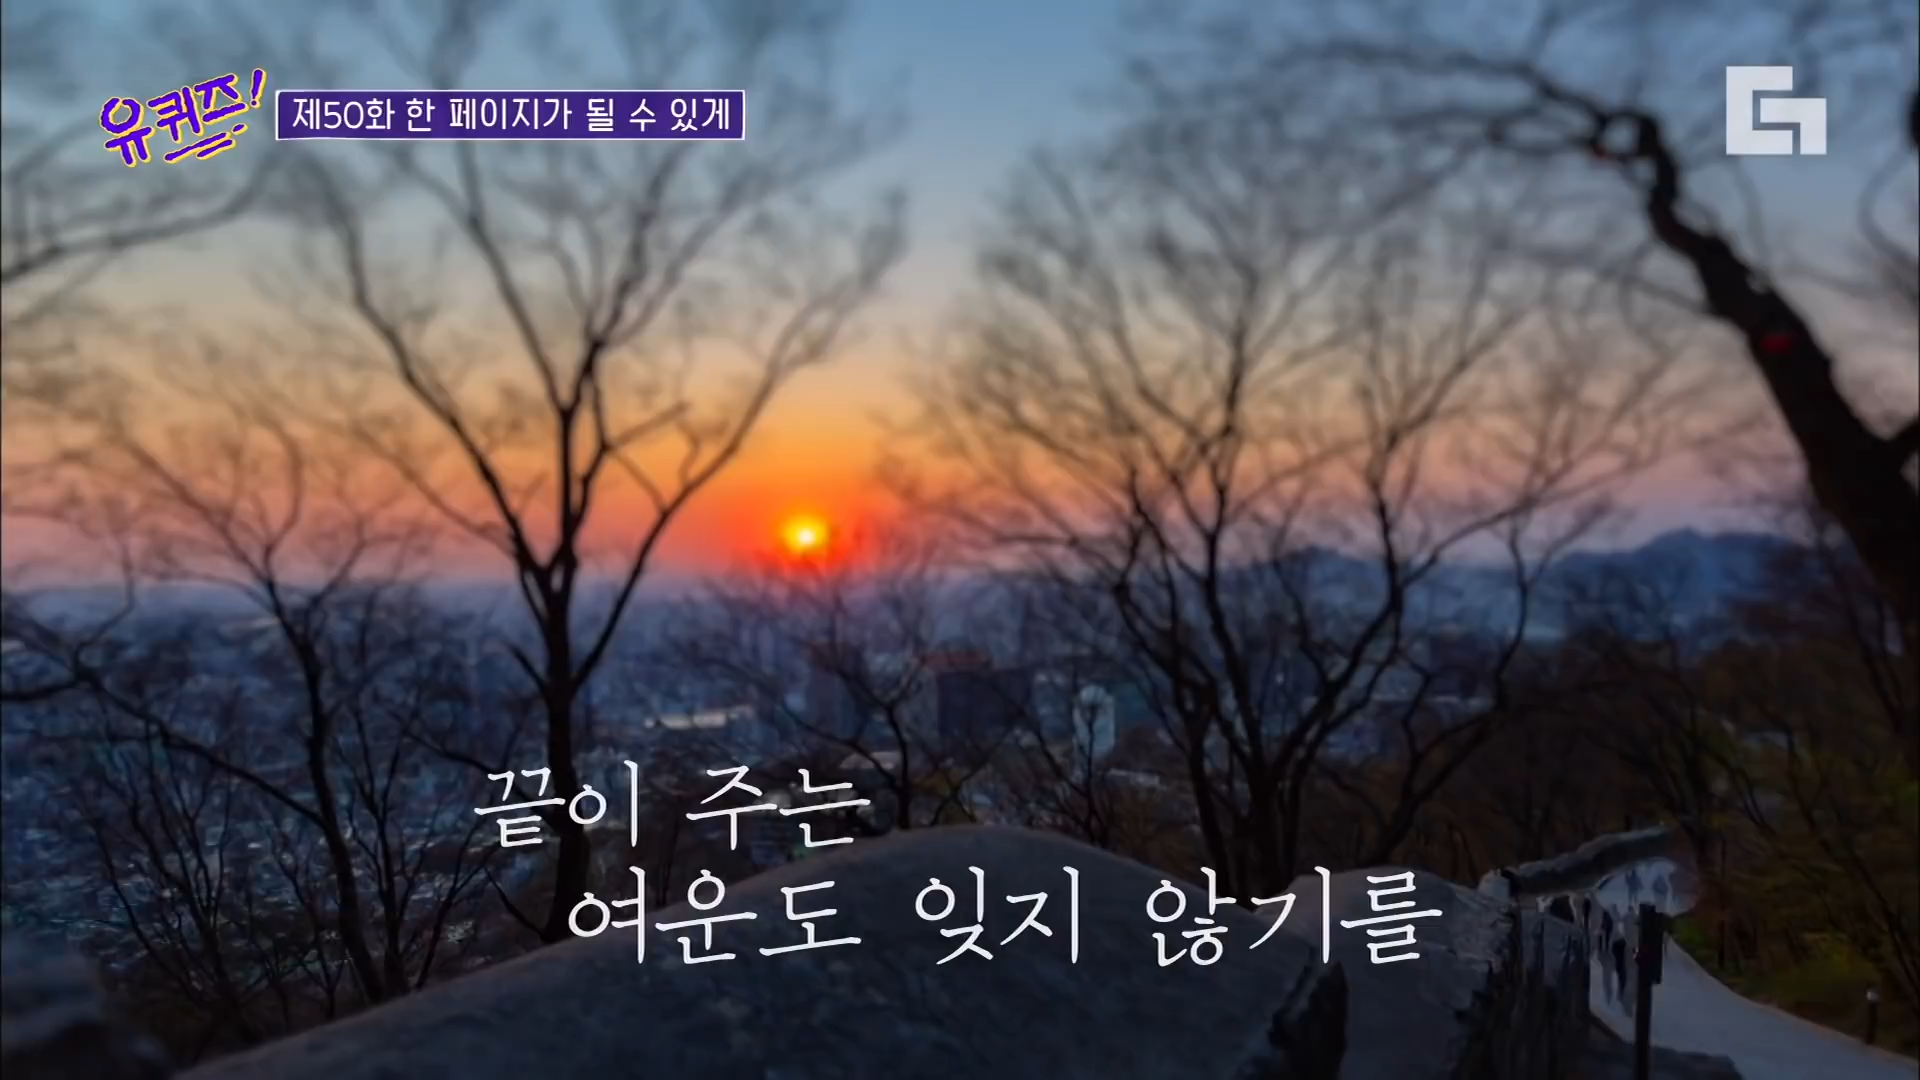 유퀴즈!
제50화 한 페이지가 될 수 있게
끝이 주는
여운도 잊지 않기를